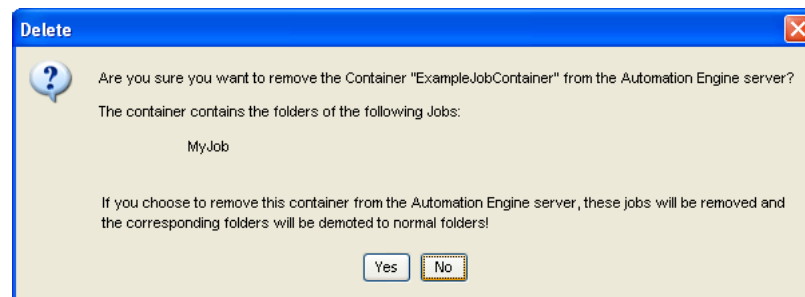 Delete
Are you sure you want to remove the Container "ExampleJobContainer" from the Automation Engine server?
The container contains the folders of the following Jobs:
MyJob
If you choose to remove this container from the Automation Engine server, these jobs will be removed and
the corresponding folders will be demoted to normal folders!
Yes No